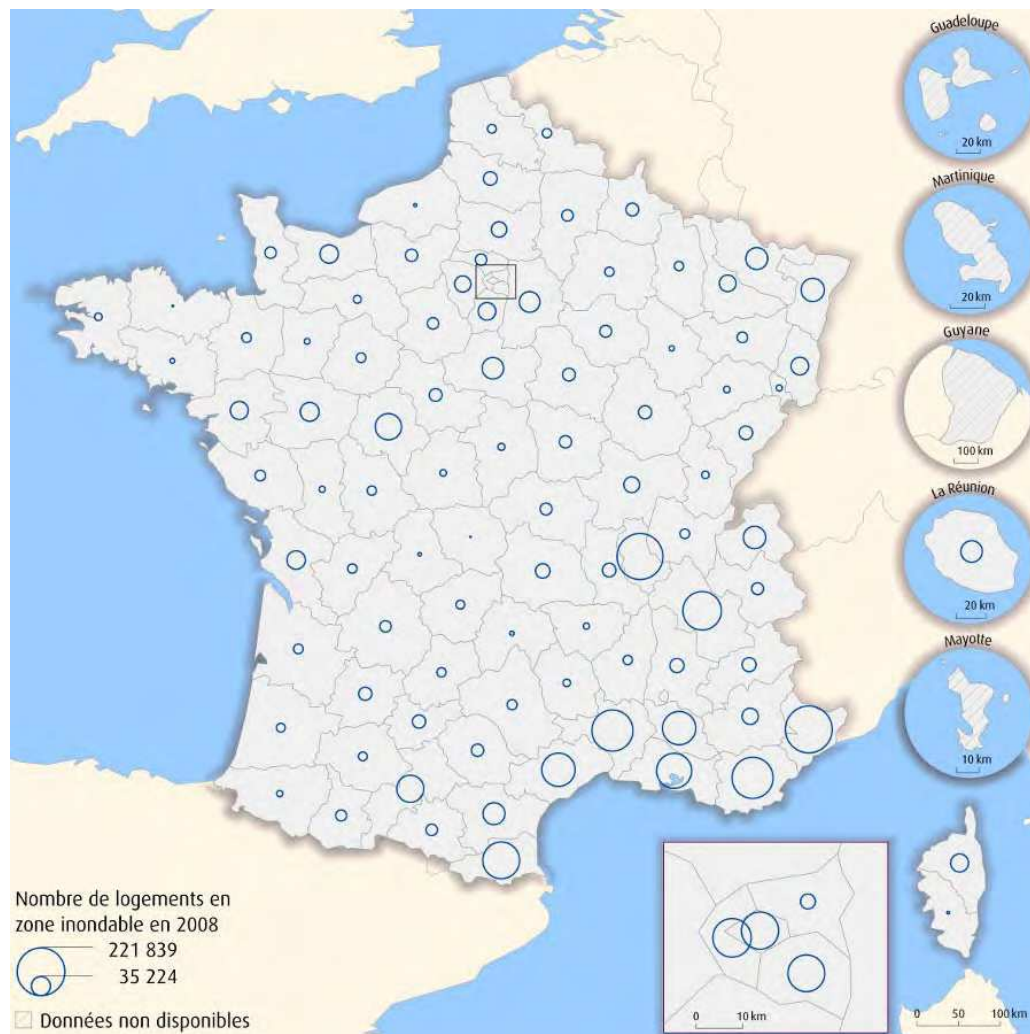 Guadeloupe
20 km
Martinique
20 km
Guyane
100 km
La Réunion
20 km
Mayotte
10 km
Nombre de logements en
zone inondable en 2008
221 839
35 224
Données non disponibles
0 10 km
0 50 100 km